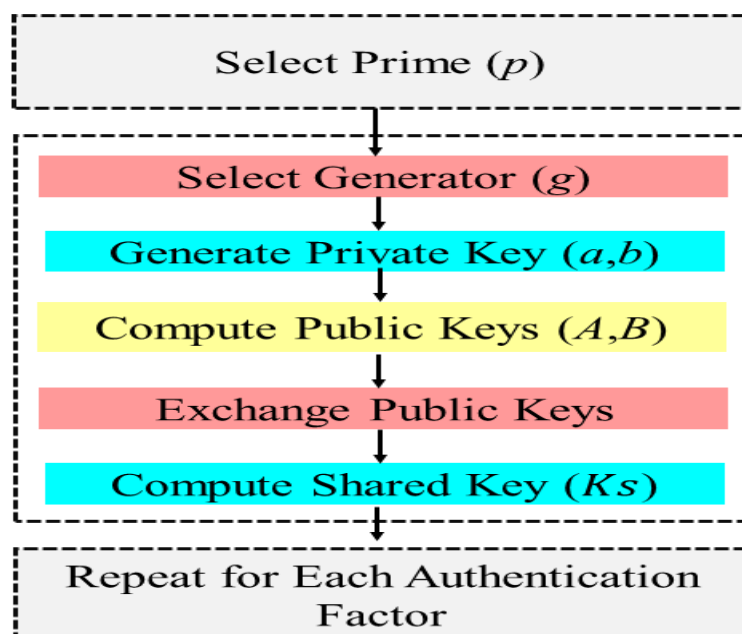 Select Prime (p)
Select Generator (g)
Generate Private Key (a,b)
Compute Public Keys (A,B)
Exchange Public Keys
Compute Shared Key (Ks)
Repeat for Each Authentication
Factor